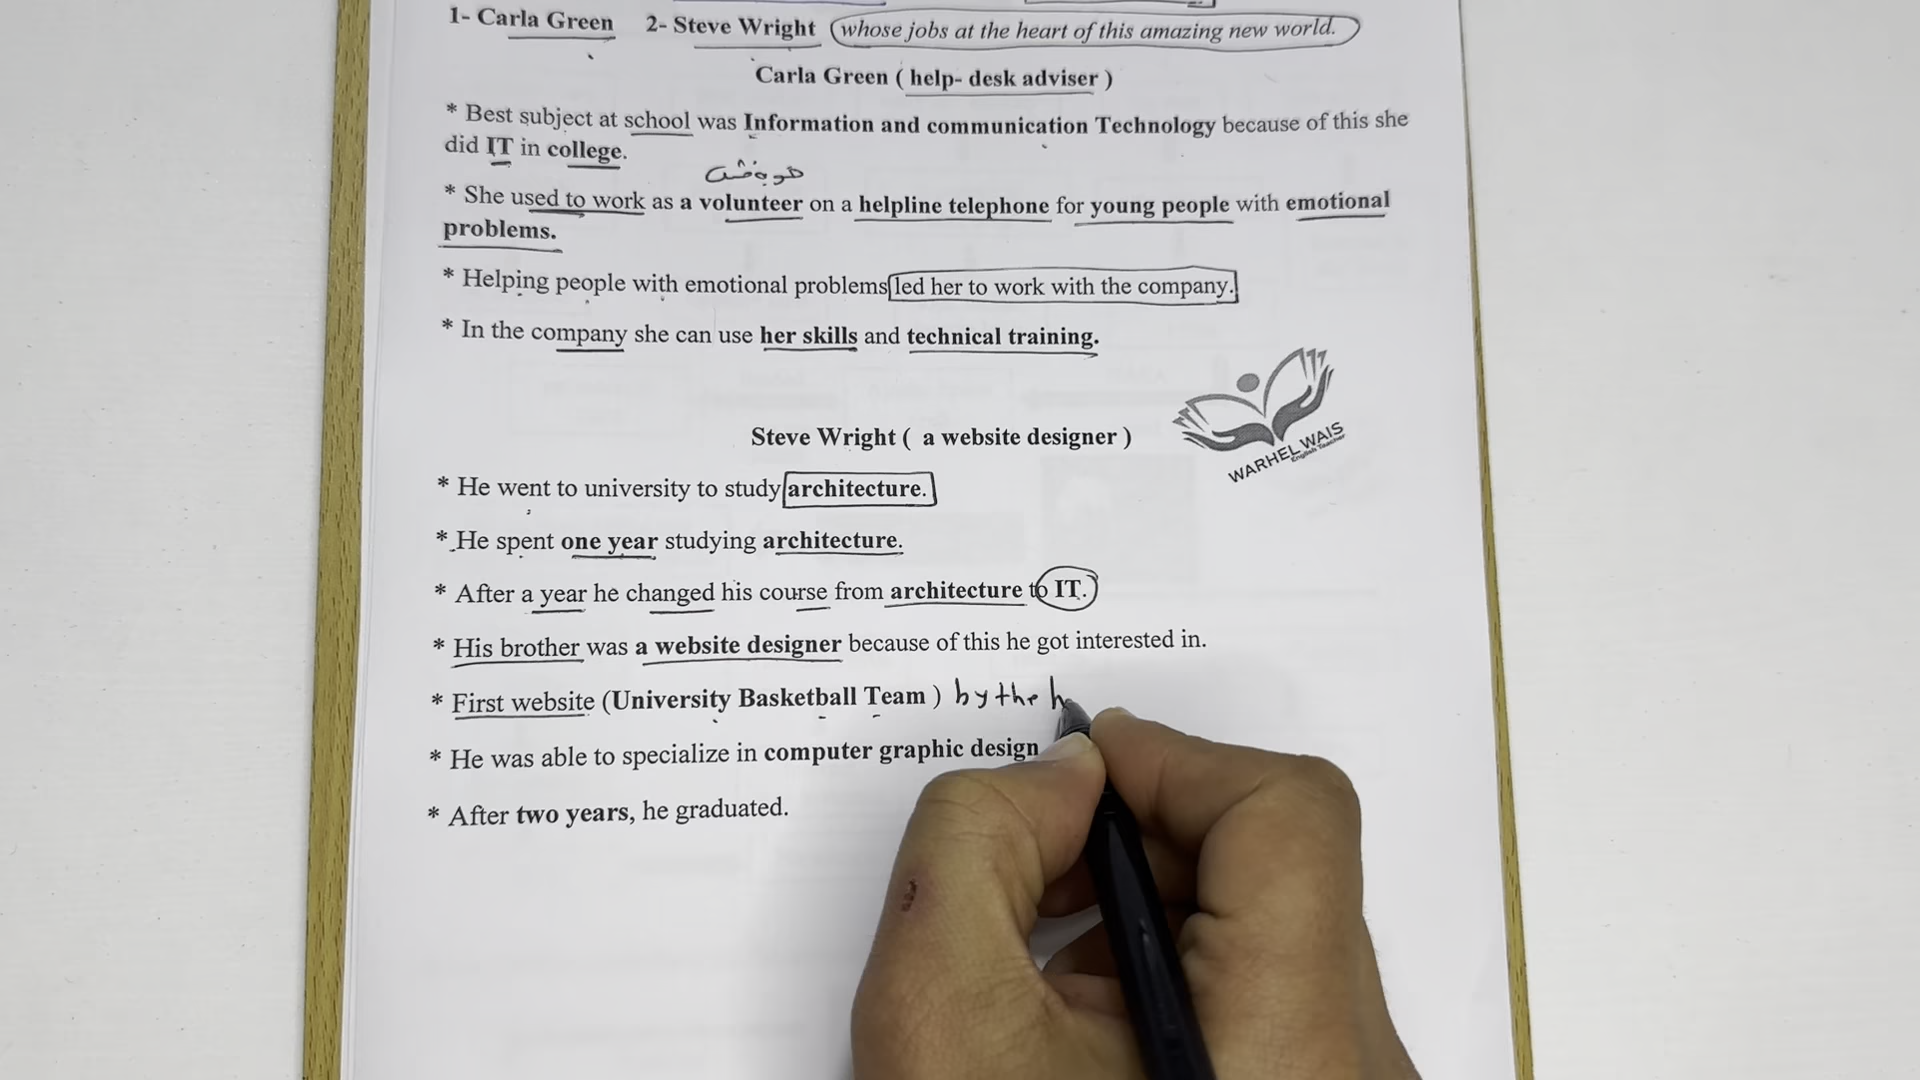 1- Carla Green 2- Steve Wright whose jobs at the heart of this amazing new world.
Carla Green ( help- desk adviser )
* Best subject at school was Information and communication Technology because of this she
did IT in college.
* She used to work as a volunteer on a helpline telephone for young people with emotional
problems.
* Helping people with emotional problems led her to work with the company.
* In the company she can use her skills and technical training.
WARHEL WAIS
English Teacher
Steve Wright ( a website designer )
* He went to university to study architecture.
* He spent one year studying architecture.
* After a year he changed his course from architecture to IT.
* His brother was a website designer because of this he got interested in.
* First website (University Basketball Team ) by the h
* He was able to specialize in computer graphic design
* After two years, he graduated.